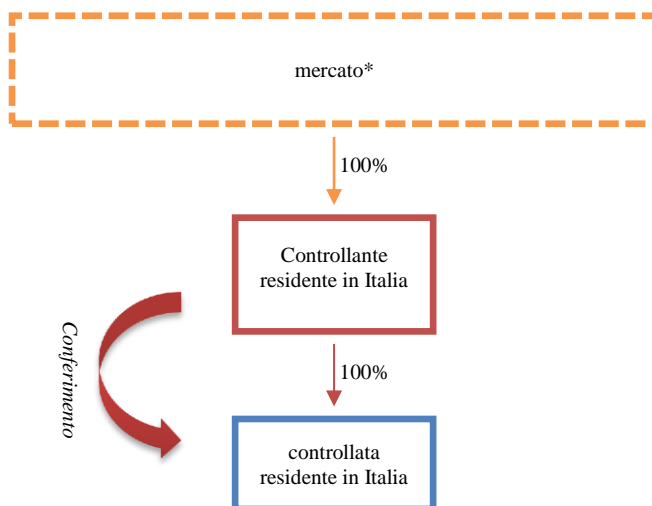 mercato*
100%
Controllante
residente in Italia
Conferimento
100%
controllata
residente in Italia